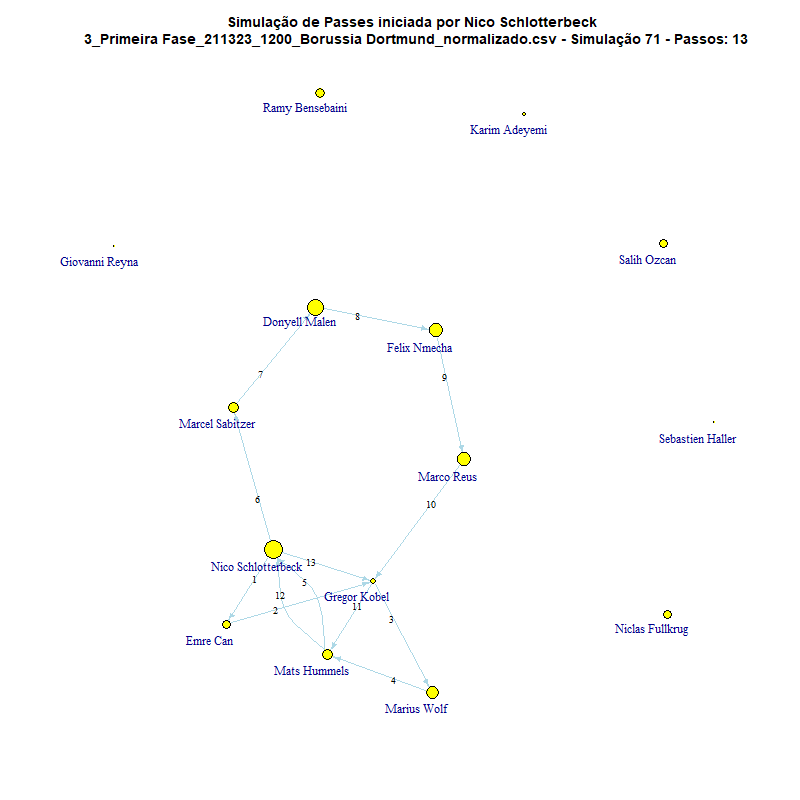 Simulação de Passes iniciada por Nico Schlotterbeck
3_Primeira Fase_211323_1200_Borussia Dortmund_normalizado.csv - Simulação 71 - Passos: 13
Ramy Bensebaini
Karim Adeyemi
Giovanni Reyna
Salih Ozcan
Donyell Malen
8
Felix Nmecha
7
9
Marcel Sabitzer
Sebastien Haller
Marco Reus
6
10
Nico Schlotterbeck
13
1
5
12
Gregor Kobel
2
11
3
Emre Can
Niclas Fullkrug
Mats Hummels
4
Marius Wolf